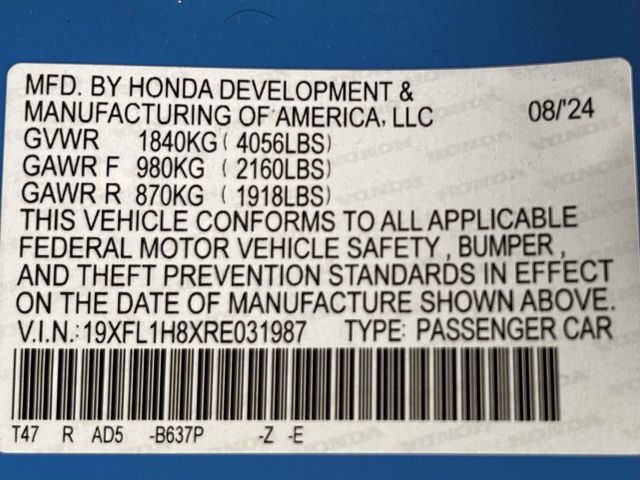 MFD. BY HONDA DEVELOPMENT &
MANUFACTURING OF AMERICA, LLC 08/'24
GVWR 1840KG ( 4056LBS)
GAWR F 980KG ( 2160LBS)
GAWR R 870KG ( 1918LBS)
THIS VEHICLE CONFORMS TO ALL APPLICABLE
FEDERAL MOTOR VEHICLE SAFETY , BUMPER ,
AND THEFT PREVENTION STANDARDS IN EFFECT
ON THE DATE OF MANUFACTURE SHOWN ABOVE.
V.I.N.: 19XFL1H8XRE031987 TYPE: PASSENGER CAR
T47 R AD5 -B637P -Z -E